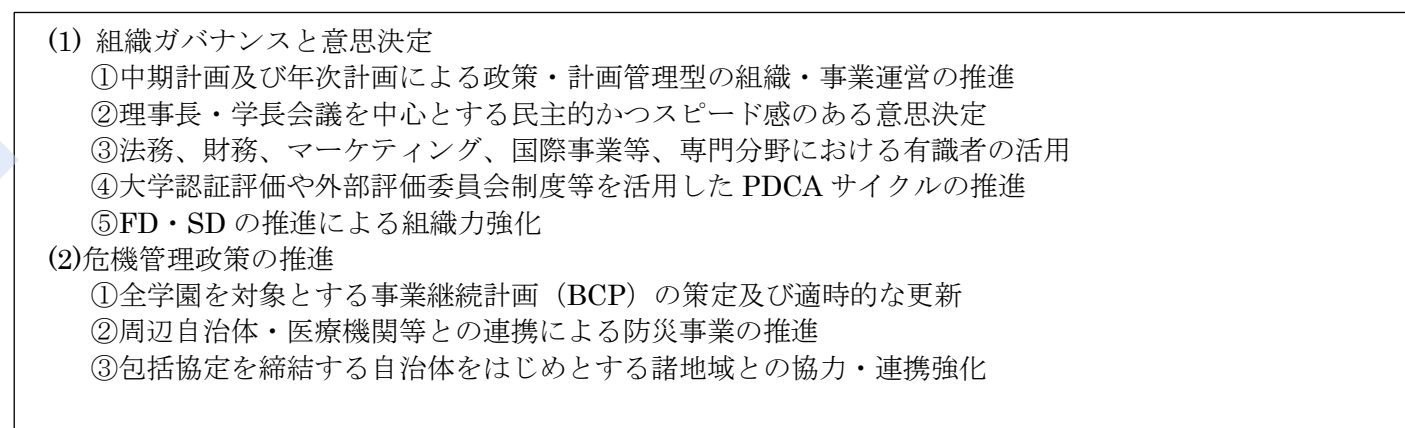 (1) 組織ガバナンスと意思決定
①中期計画及び年次計画による政策・計画管理型の組織・事業運営の推進
②理事長・学長会議を中心とする民主的かつスピード感のある意思決定
③法務、財務、マーケティング、国際事業等、専門分野における有識者の活用
④大学認証評価や外部評価委員会制度等を活用した PDCA サイクルの推進
⑤FD・SD の推進による組織力強化
(2)危機管理政策の推進
①全学園を対象とする事業継続計画（BCP）の策定及び適時的な更新
②周辺自治体・医療機関等との連携による防災事業の推進
③包括協定を締結する自治体をはじめとする諸地域との協力・連携強化